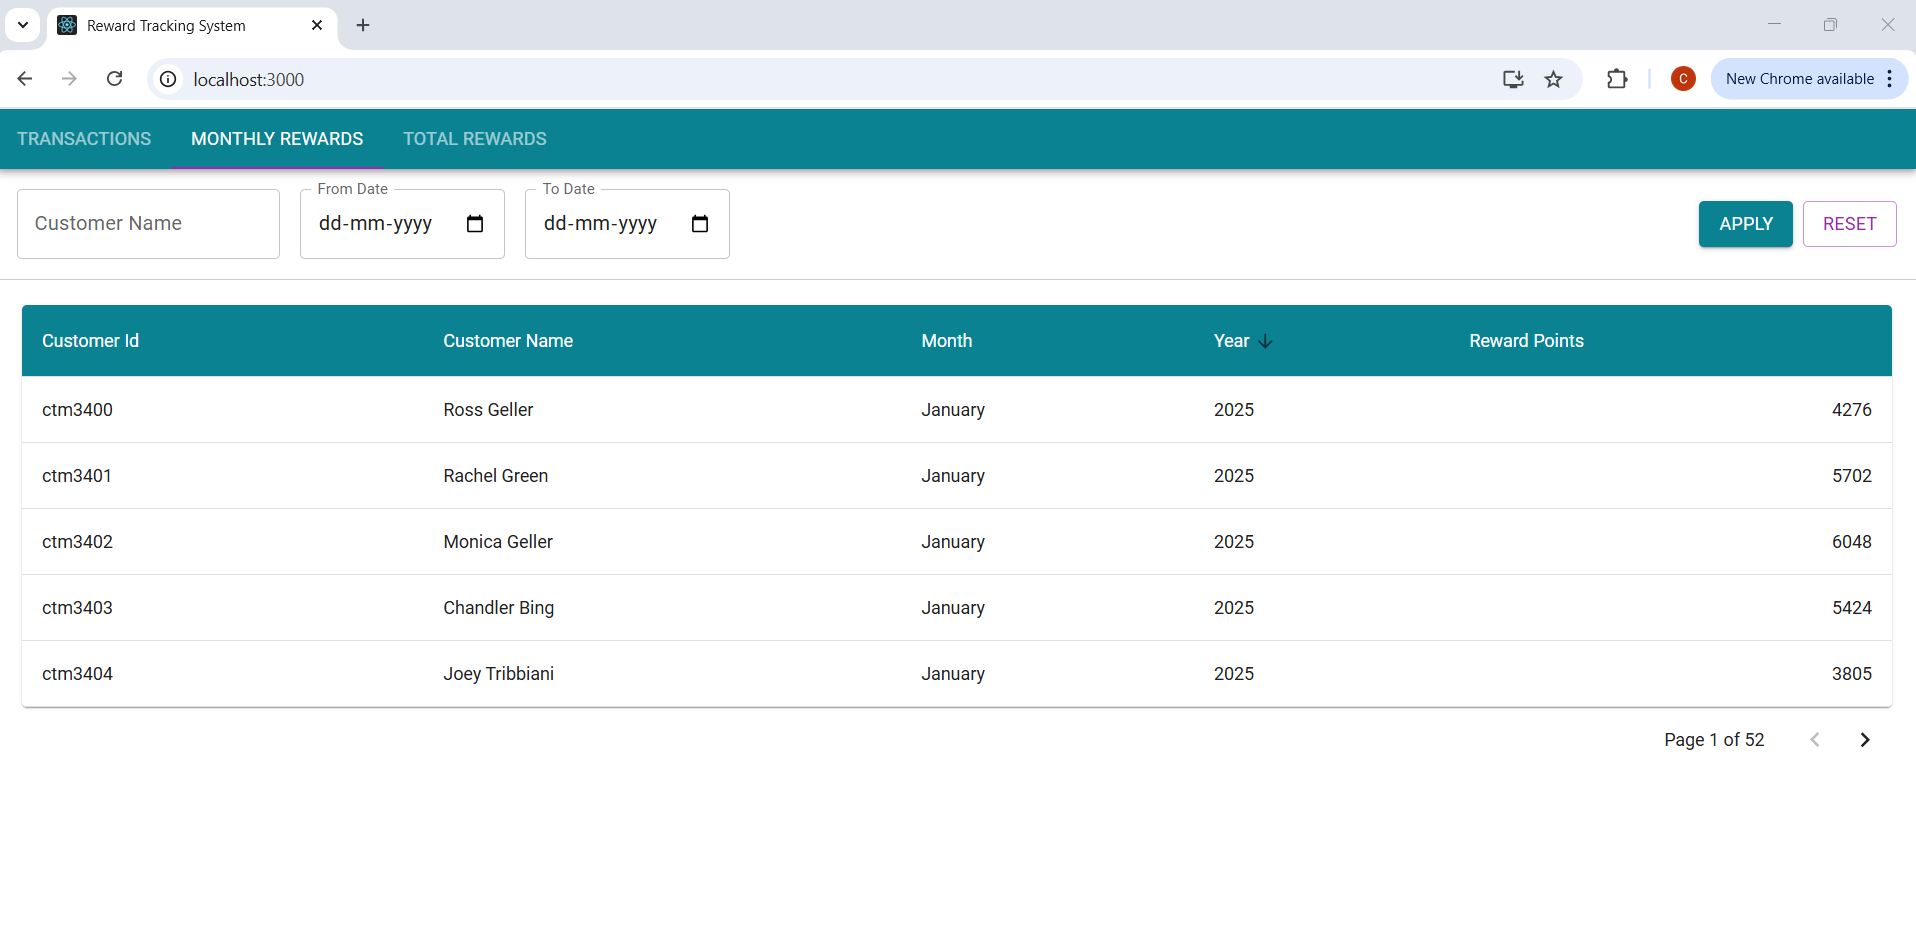 Reward Tracking System
localhost:3000
C
New Chrome available
TRANSACTIONS MONTHLY REWARDS TOTAL REWARDS
Customer Name
From Date
dd-mm-yyyy
To Date
dd-mm-yyyy
APPLY
RESET
Customer Id Customer Name Month Year Reward Points
ctm3400 Ross Geller January 2025 4276
ctm3401 Rachel Green January 2025 5702
ctm3402 Monica Geller January 2025 6048
ctm3403 Chandler Bing January 2025 5424
ctm3404 Joey Tribbiani January 2025 3805
Page 1 of 52